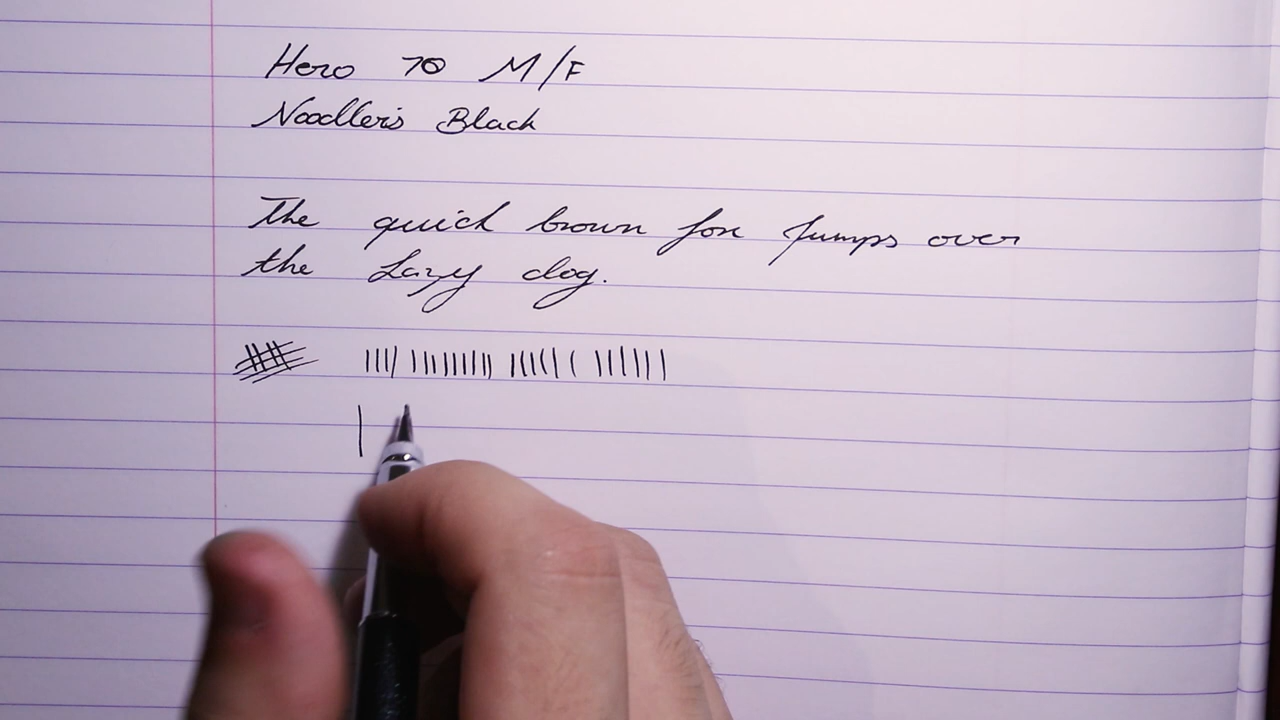 Hero 70 M/F
Noodler's Black
The quick brown fox jumps over
the Lazy dog.